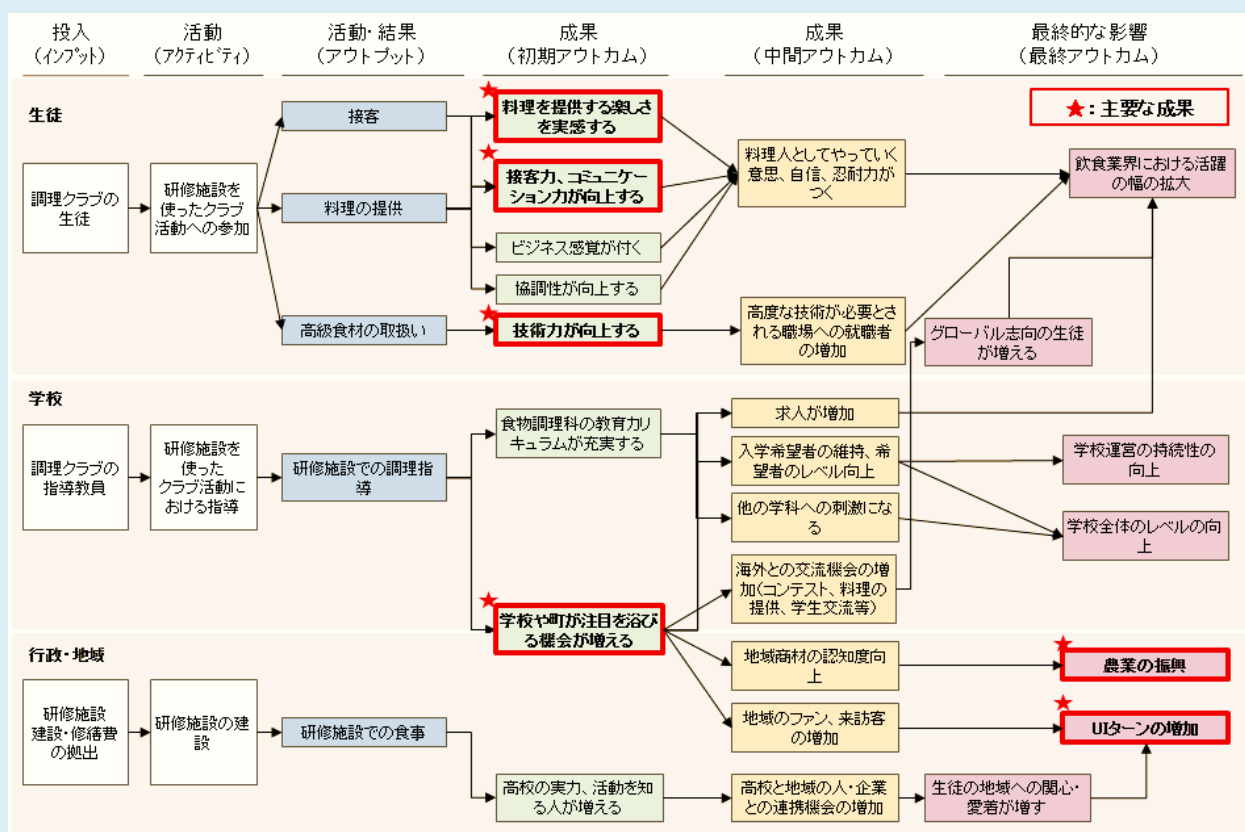 投入
(インプット)
活動
(アクティビティ)
活動・結果
(アウトプット)
成果
(初期アウトカム)
成果
(中間アウトカム)
最終的な影響
(最終アウトカム)
★:主要な成果
生徒
調理クラブの
生徒
研修施設を
使ったクラブ
活動への参加
接客
料理の提供
高級食材の取扱い
料理を提供する楽しさ
を実感する
接客力、コミュニケー
ション力が向上する
ビジネス感覚が付く
協調性が向上する
技術力が向上する
料理人としてやっていく
意思、自信、忍耐力が
つく
高度な技術が必要とさ
れる職場への就職者
の増加
飲食業界における活躍
の幅の拡大
グローバル志向の生徒
が増える
学校
調理クラブの
指導教員
研修施設を
使った
クラブ活動に
おける指導
研修施設での調理指
導
食物調理科の教育カリ
キュラムが充実する
学校や町が注目を浴び
る機会が増える
求人が増加
入学希望者の維持、希
望者のレベル向上
他の学科への刺激にな
る
海外との交流機会の増
加(コンテスト、料理の
提供、学生交流等)
学校運営の持続性の
向上
学校全体のレベルの向
上
行政・地域
研修施設
建設・修繕費
の拠出
研修施設の建
設
研修施設での食事
高校の実力、活動を知
る人が増える
地域商材の認知度向
上
地域のファン、来訪客
の増加
高校と地域の人・企業
との連携機会の増加
農業の振興
UIターンの増加
生徒の地域への関心・
愛着が増す